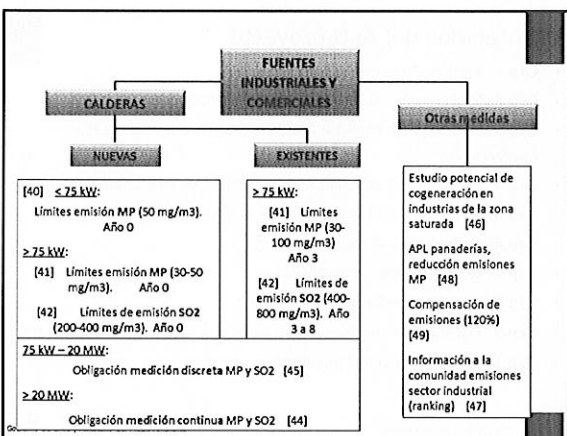 FUENTES
INDUSTRIALES Y
COMERCIALES
CALDERAS
Otras medidas
NUEVAS
EXISTENTES
[40] < 75 kW:
Límites emisión MP (50 mg/m3).
Año 0
> 75 kW:
[41] Límites emisión MP (30-50
mg/m3). Año 0
[42] Límites de emisión SO2
(200-400 mg/m3). Año 0
> 75 kW:
[41] Límites
emisión MP (30-
100 mg/m3)
Año 3
[42] Límites de
emisión SO2 (400-
800 mg/m3). Año
3 a 8
75 kW – 20 MW:
Obligación medición discreta MP y SO2 [45]
> 20 MW:
Obligación medición continua MP y SO2 [44]
Estudio potencial de
cogeneración en
industrias de la zona
saturada [46]
APL panaderías,
reducción emisiones
MP [48]
Compensación de
emisiones (120%)
[49]
Información a la
comunidad emisiones
sector industrial
(ranking) [47]